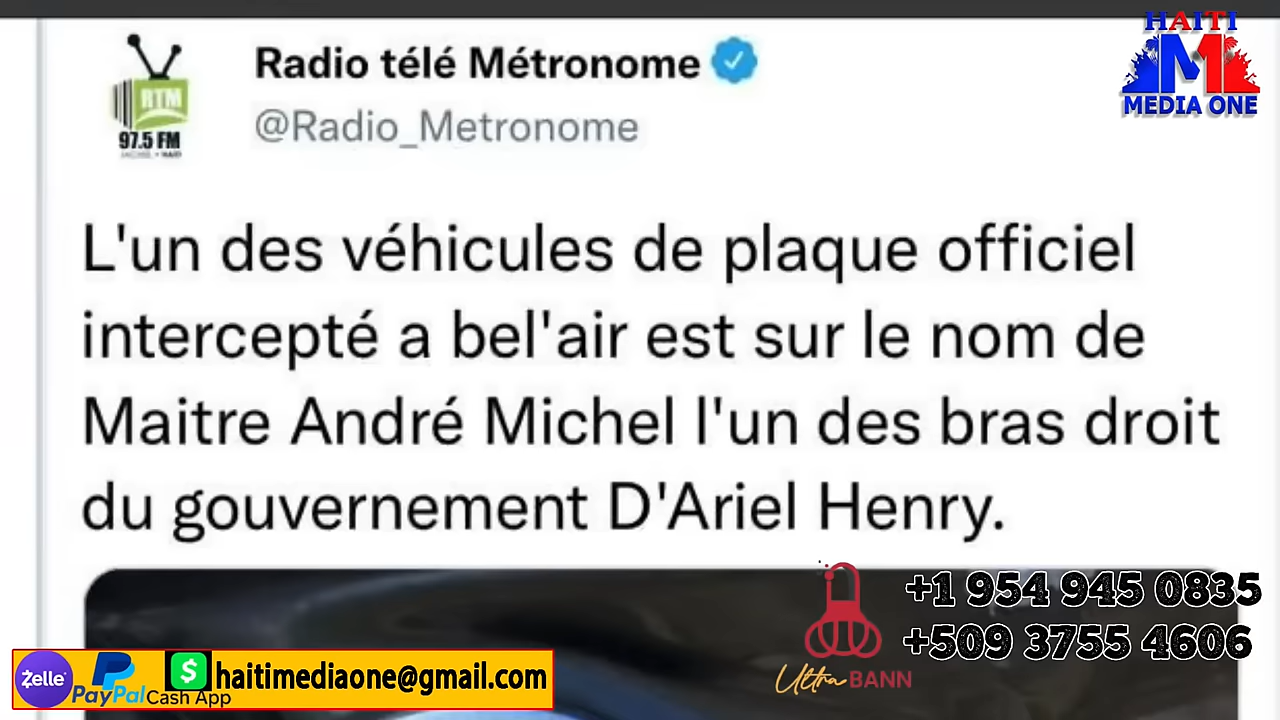 Radio télé Métronome
@Radio_Metronome
RTM
97.5 FM
HAITI
M
MEDIA ONE
L'un des véhicules de plaque officiel
intercepté a bel'air est sur le nom de
Maitre André Michel l'un des bras droit
du gouvernement D'Ariel Henry.
+1 954 945 0835
+509 3755 4606
Ultra BANN
Zelle
PayPal
Cash App
haitimediaone@gmail.com